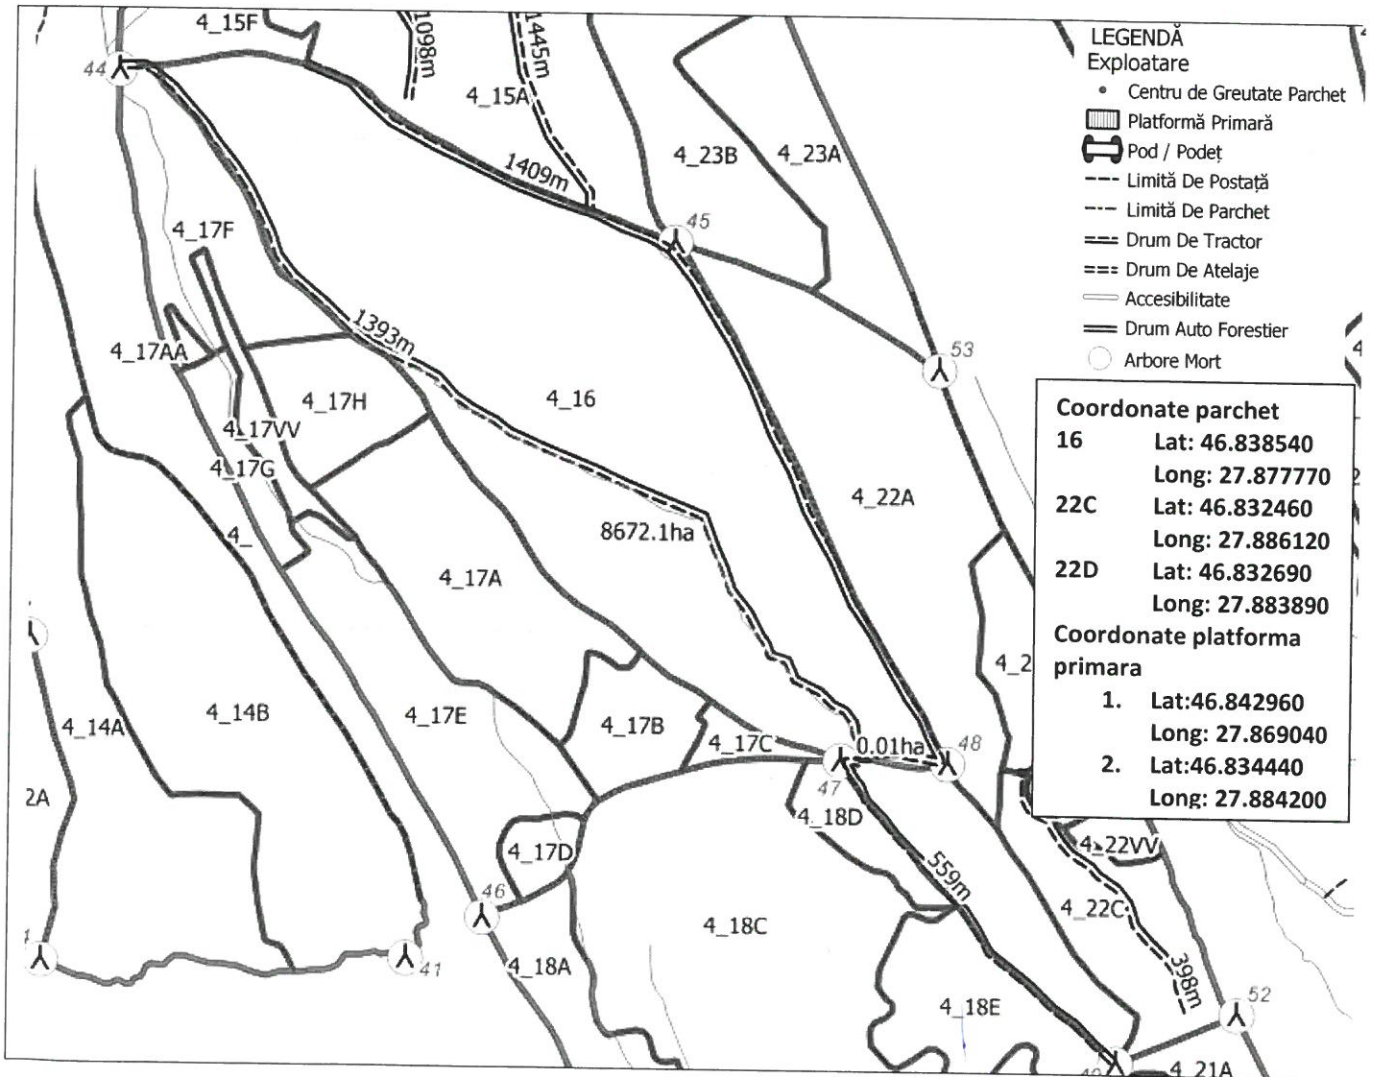 4_15F
1098m
1445m
44
4_15A
1409m
4_23B
4_23A
45
4_17F
1393m
53
4_17AA
4_17H
4_16
4_17VV
4_17G
4_22A
8672.1ha
4_
4_17A
4_2
4_14A
4_14B
4_17E
4_17B
4_17C
0.01ha
48
47
2A
4_18D
4_17D
4_22VV
46
559m
4_22C
4_18C
41
4_18A
398m
4_18E
52
4_21A
LEGENDĂ
Exploatare
Centru de Greutate Parchet
Platformă Primară
Pod / Podeț
Limită De Postață
Limită De Parchet
Drum De Tractor
Drum De Atelaje
Accesibilitate
Drum Auto Forestier
Arbore Mort
Coordonate parchet
16 Lat: 46.838540
Long: 27.877770
22C Lat: 46.832460
Long: 27.886120
22D Lat: 46.832690
Long: 27.883890
Coordonate platforma
primara
1. Lat:46.842960
Long: 27.869040
2. Lat:46.834440
Long: 27.884200